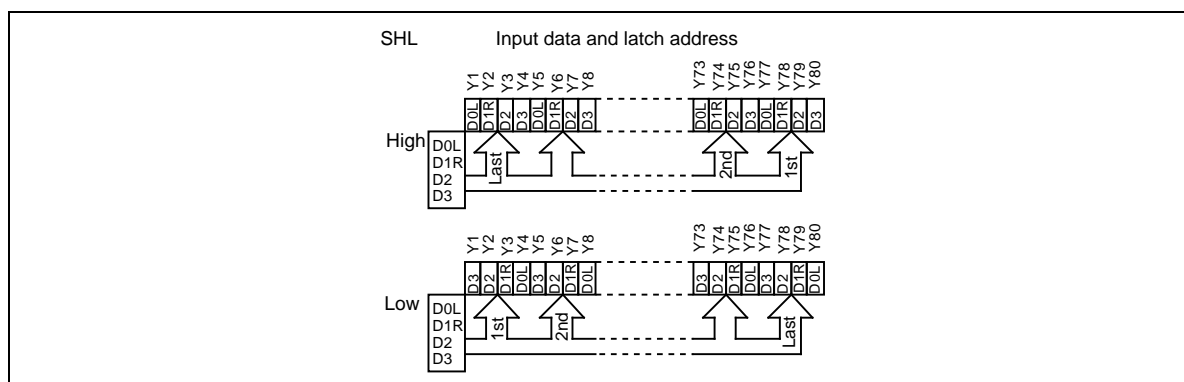 SHL Input data and latch address
Y1 Y2 Y3 Y4 Y5 Y6 Y7 Y8 Y73 Y74 Y75 Y76 Y77 Y78 Y79 Y80
D0L D1R D2 D3 D0L D1R D2 D3 D0L D1R D2 D3 D0L D1R D2 D3
High
D0L
D1R
D2
D3
Last 2nd 1st
Y1 Y2 Y3 Y4 Y5 Y6 Y7 Y8 Y73 Y74 Y75 Y76 Y77 Y78 Y79 Y80
D3 D2 D1R D0L D3 D2 D1R D0L D3 D2 D1R D0L D3 D2 D1R D0L
Low
D0L
D1R
D2
D3
1st 2nd Last